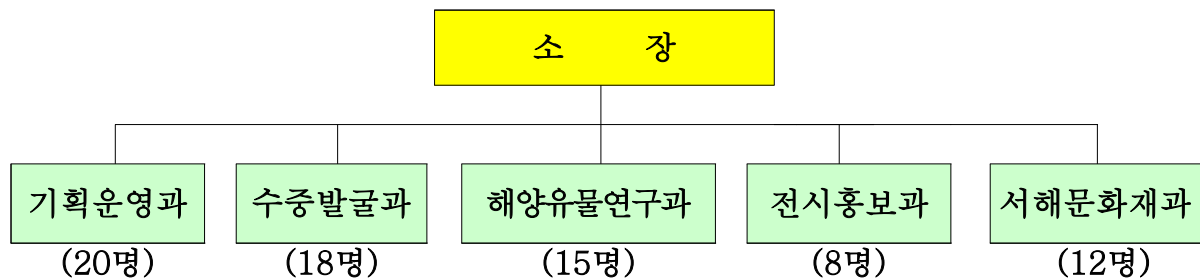 소 장
기획운영과 수중발굴과 해양유물연구과 전시홍보과 서해문화재과
(20명) (18명) (15명) (8명) (12명)